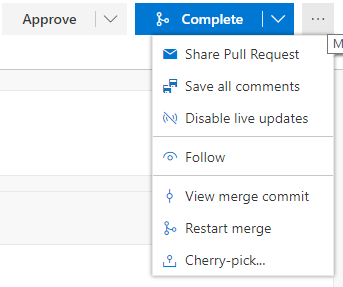 Approve
Complete
...
M
Share Pull Request
Save all comments
Disable live updates
Follow
View merge commit
Restart merge
Cherry-pick...